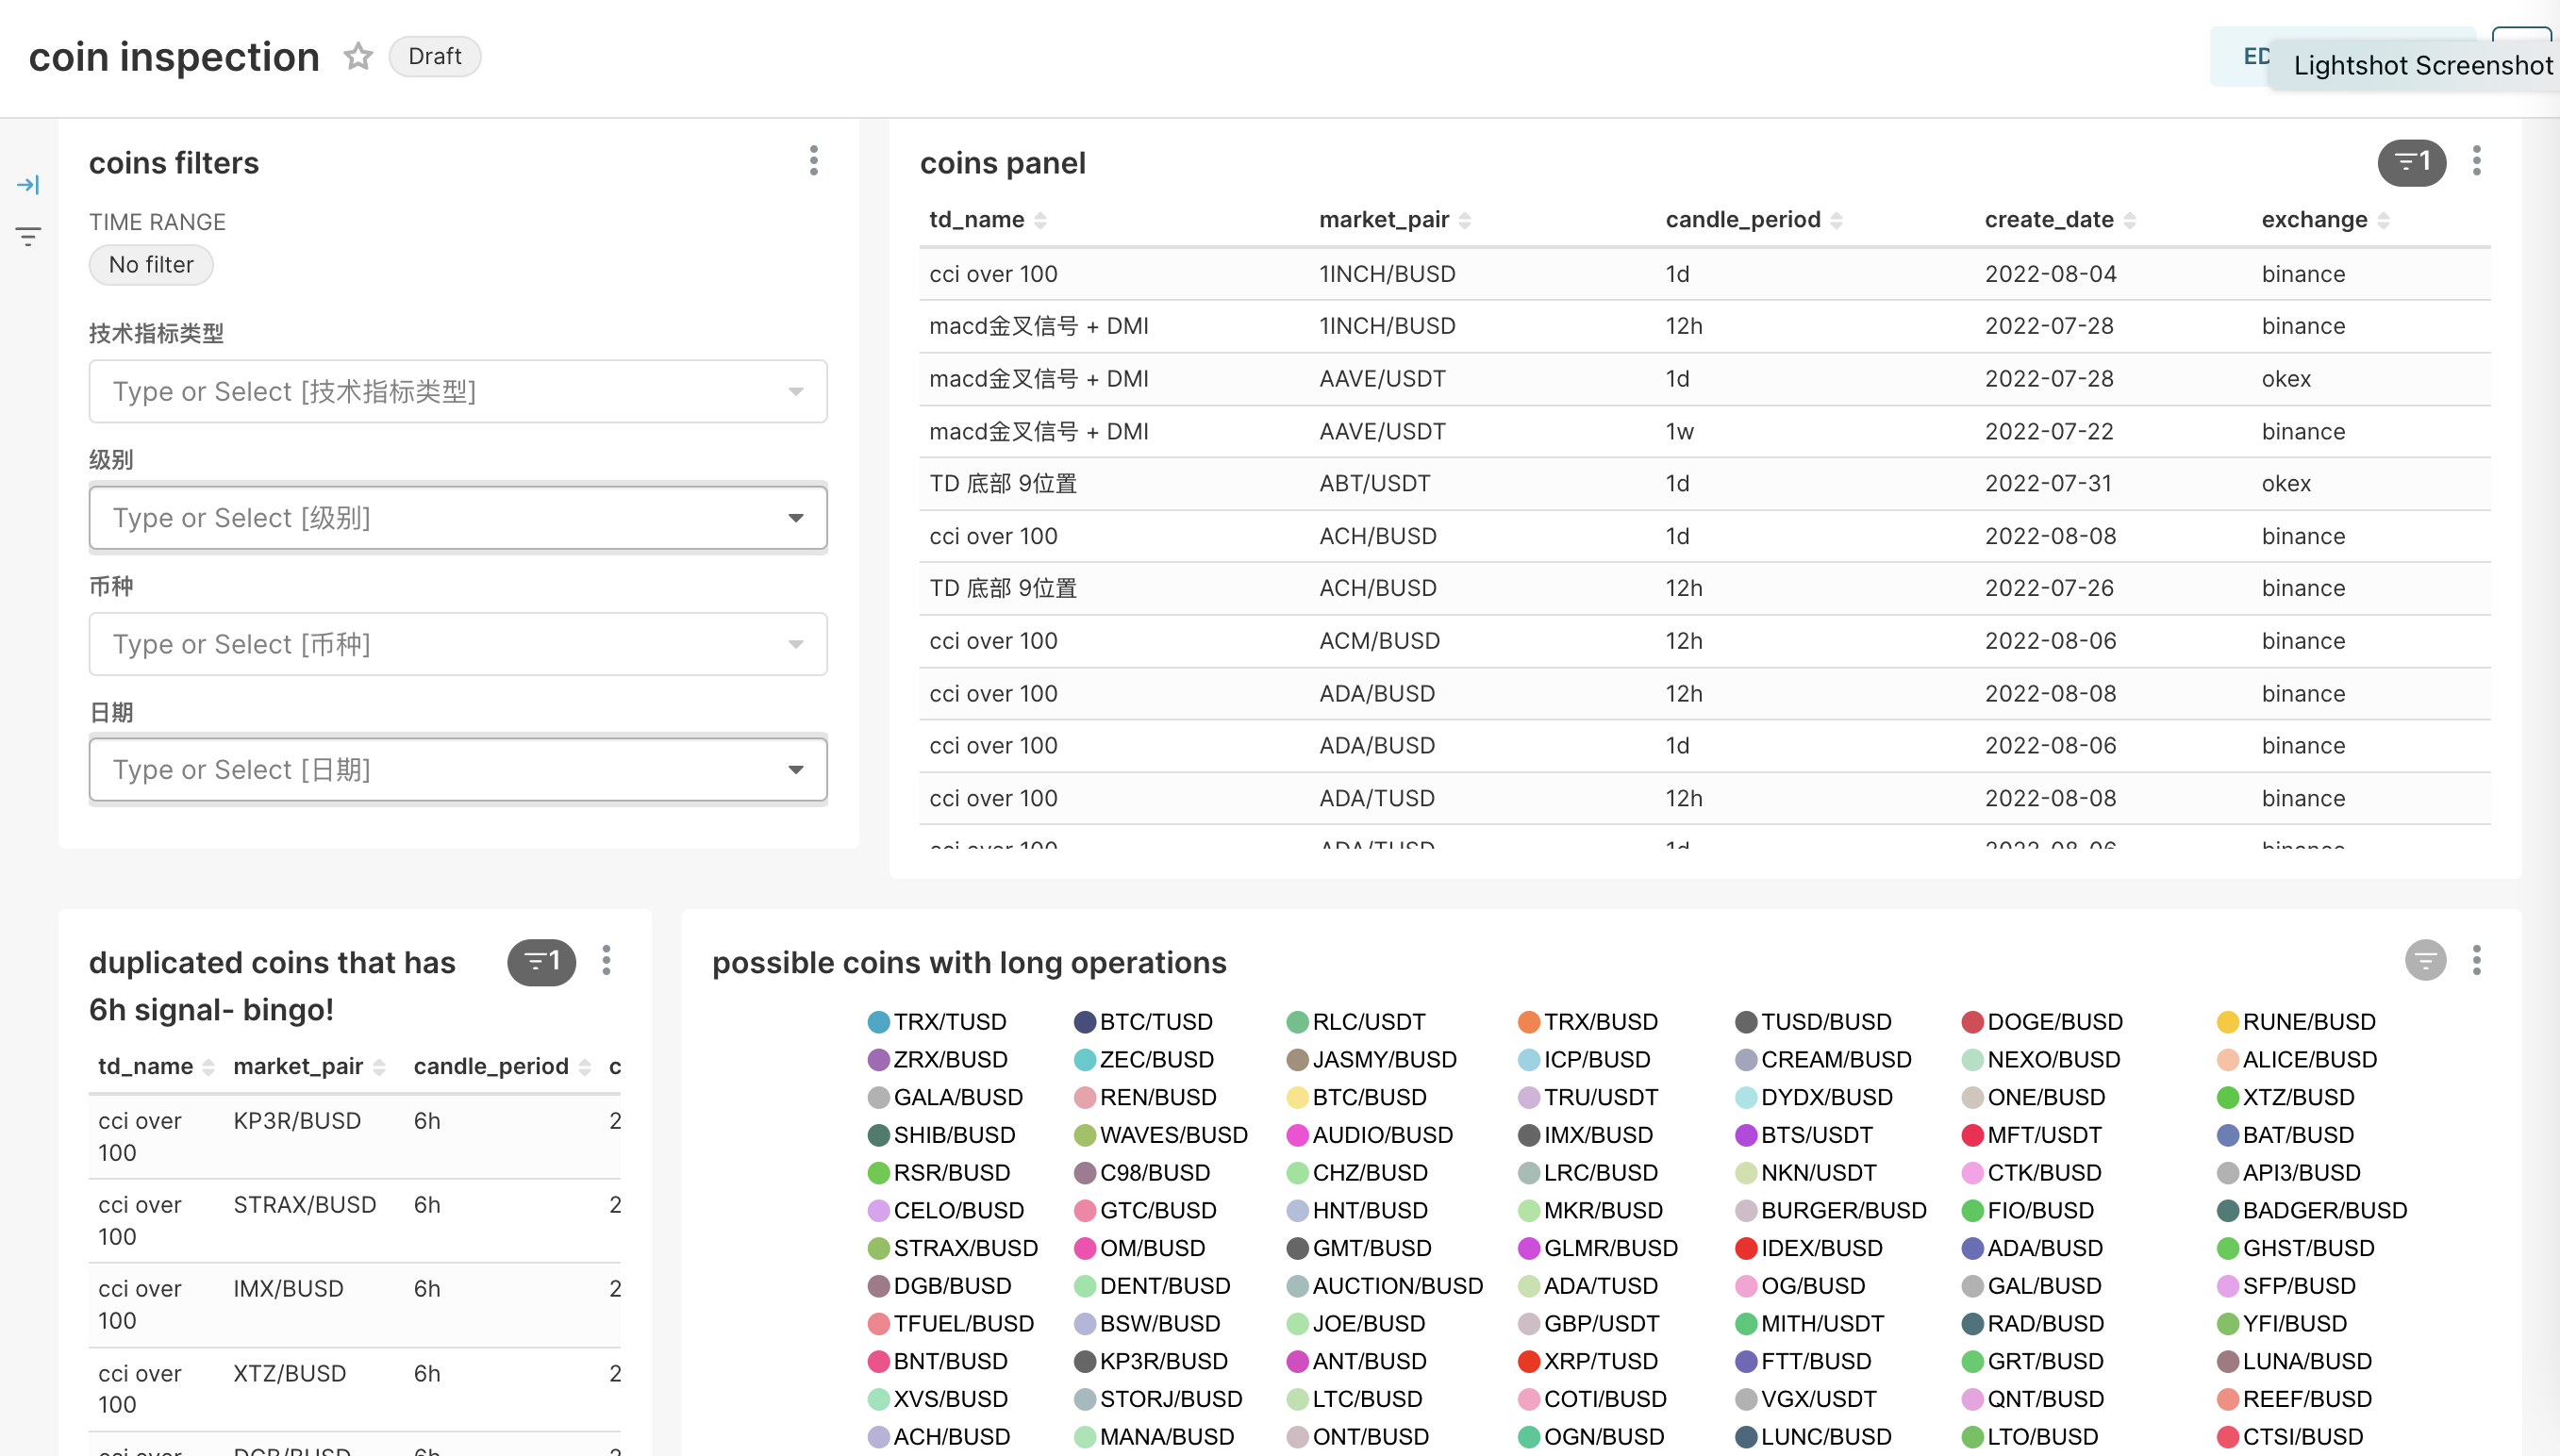 coin inspection Draft
ED
Lightshot Screenshot
coins filters
TIME RANGE
No filter
技术指标类型
Type or Select [技术指标类型]
级别
Type or Select [级别]
币种
Type or Select [币种]
日期
Type or Select [日期]
coins panel 1
td_name market_pair candle_period create_date exchange
cci over 100 1INCH/BUSD 1d 2022-08-04 binance
macd金叉信号 + DMI 1INCH/BUSD 12h 2022-07-28 binance
macd金叉信号 + DMI AAVE/USDT 1d 2022-07-28 okex
macd金叉信号 + DMI AAVE/USDT 1w 2022-07-22 binance
TD 底部 9位置 ABT/USDT 1d 2022-07-31 okex
cci over 100 ACH/BUSD 1d 2022-08-08 binance
TD 底部 9位置 ACH/BUSD 12h 2022-07-26 binance
cci over 100 ACM/BUSD 12h 2022-08-06 binance
cci over 100 ADA/BUSD 12h 2022-08-08 binance
cci over 100 ADA/BUSD 1d 2022-08-06 binance
cci over 100 ADA/TUSD 12h 2022-08-08 binance
cci over 100 ADA/TUSD 1d 2022-08-06 binance
duplicated coins that has 1
6h signal- bingo!
td_name market_pair candle_period c
cci over KP3R/BUSD 6h 2
100
cci over STRAX/BUSD 6h 2
100
cci over IMX/BUSD 6h 2
100
cci over XTZ/BUSD 6h 2
100
cci over DGB/BUSD 6h 2
possible coins with long operations
TRX/TUSD BTC/TUSD RLC/USDT TRX/BUSD TUSD/BUSD DOGE/BUSD RUNE/BUSD
ZRX/BUSD ZEC/BUSD JASMY/BUSD ICP/BUSD CREAM/BUSD NEXO/BUSD ALICE/BUSD
GALA/BUSD REN/BUSD BTC/BUSD TRU/USDT DYDX/BUSD ONE/BUSD XTZ/BUSD
SHIB/BUSD WAVES/BUSD AUDIO/BUSD IMX/BUSD BTS/USDT MFT/USDT BAT/BUSD
RSR/BUSD C98/BUSD CHZ/BUSD LRC/BUSD NKN/USDT CTK/BUSD API3/BUSD
CELO/BUSD GTC/BUSD HNT/BUSD MKR/BUSD BURGER/BUSD FIO/BUSD BADGER/BUSD
STRAX/BUSD OM/BUSD GMT/BUSD GLMR/BUSD IDEX/BUSD ADA/BUSD GHST/BUSD
DGB/BUSD DENT/BUSD AUCTION/BUSD ADA/TUSD OG/BUSD GAL/BUSD SFP/BUSD
TFUEL/BUSD BSW/BUSD JOE/BUSD GBP/USDT MITH/USDT RAD/BUSD YFI/BUSD
BNT/BUSD KP3R/BUSD ANT/BUSD XRP/TUSD FTT/BUSD GRT/BUSD LUNA/BUSD
XVS/BUSD STORJ/BUSD LTC/BUSD COTI/BUSD VGX/USDT QNT/BUSD REEF/BUSD
ACH/BUSD MANA/BUSD ONT/BUSD OGN/BUSD LUNC/BUSD LTO/BUSD CTSI/BUSD